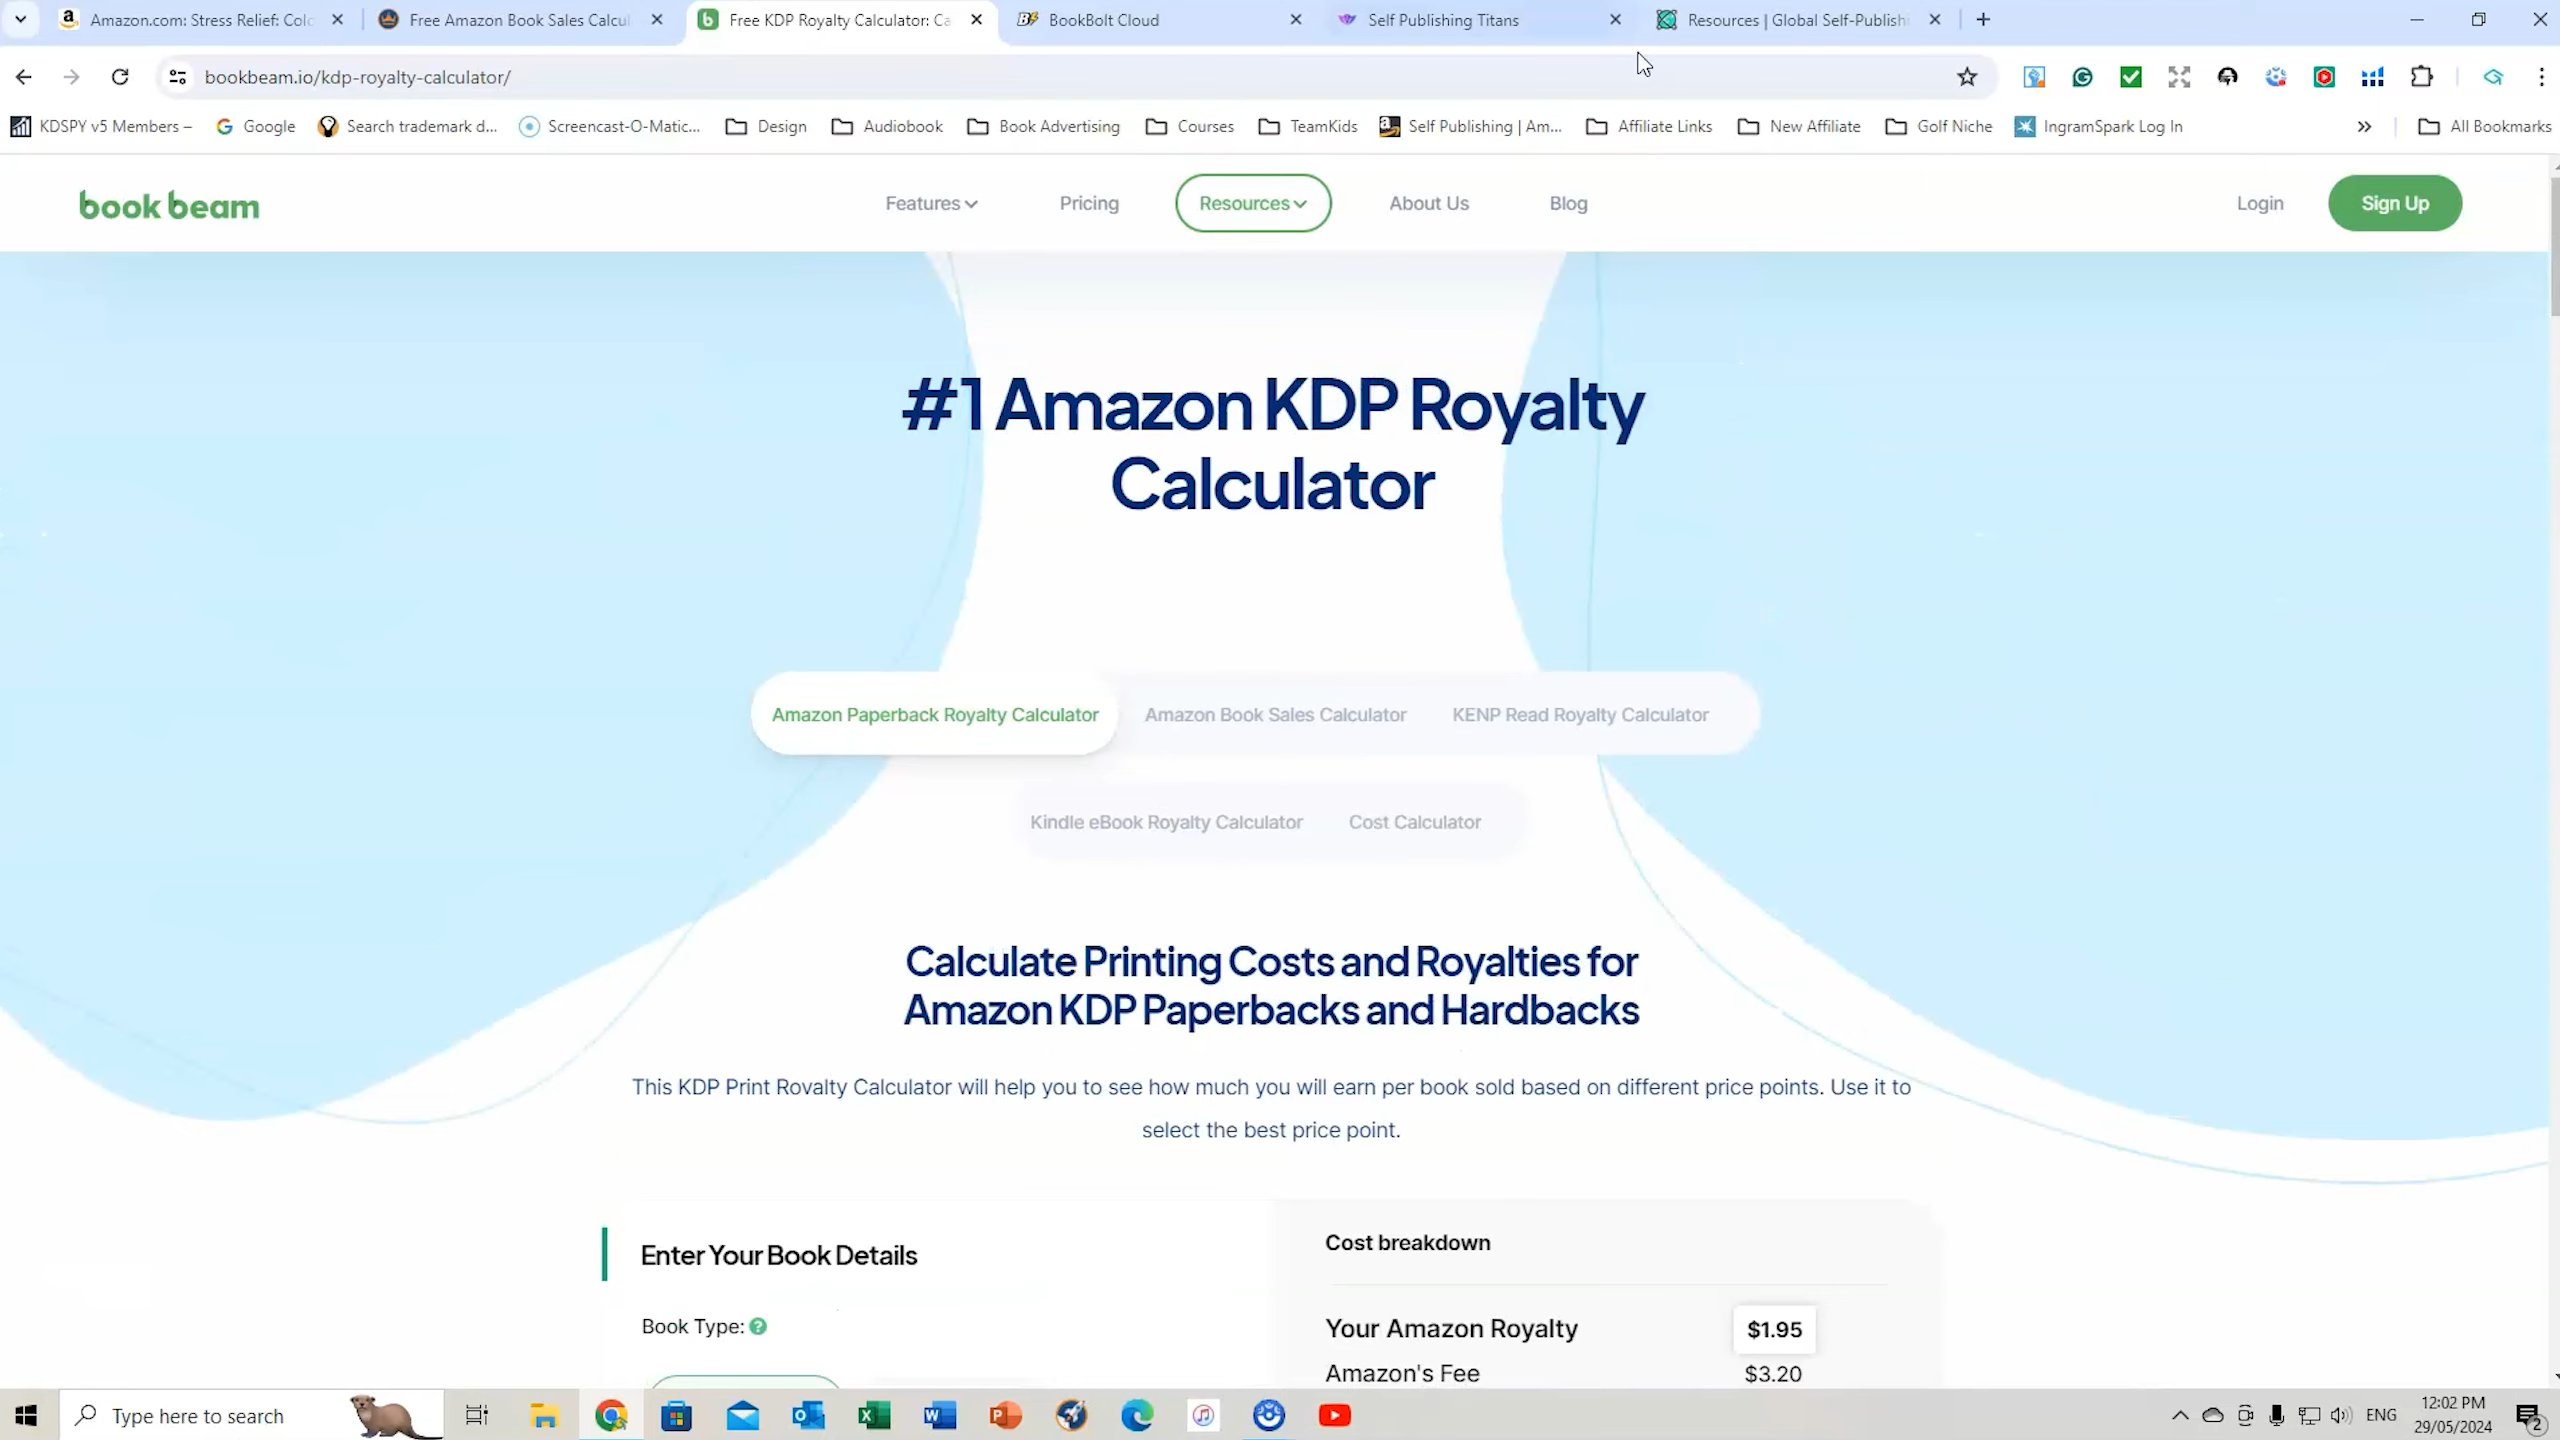 Amazon.com: Stress Relief: Colo
Free Amazon Book Sales Calcul
Free KDP Royalty Calculator: Ca
BookBolt Cloud
Self Publishing Titans
Resources | Global Self-Publishi
bookbeam.io/kdp-royalty-calculator/
KDSPY v5 Members –
Google
Search trademark d...
Screencast-O-Matic...
Design
Audiobook
Book Advertising
Courses
TeamKids
Self Publishing | Am...
Affiliate Links
New Affiliate
Golf Niche
IngramSpark Log In
All Bookmarks
book beam
Features
Pricing
Resources
About Us
Blog
Login
Sign Up
#1 Amazon KDP Royalty
Calculator
Amazon Paperback Royalty Calculator
Amazon Book Sales Calculator
KENP Read Royalty Calculator
Kindle eBook Royalty Calculator
Cost Calculator
Calculate Printing Costs and Royalties for
Amazon KDP Paperbacks and Hardbacks
This KDP Print Royalty Calculator will help you to see how much you will earn per book sold based on different price points. Use it to
select the best price point.
Enter Your Book Details
Book Type: ?
Cost breakdown
Your Amazon Royalty $1.95
Amazon's Fee $3.20
Type here to search
ENG
12:02 PM
29/05/2024
2